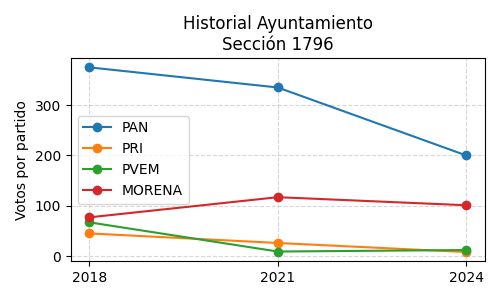 Historial Ayuntamiento
Sección 1796
Votos por partido
300
200
100
0
PAN
PRI
PVEM
MORENA
2018
2021
2024